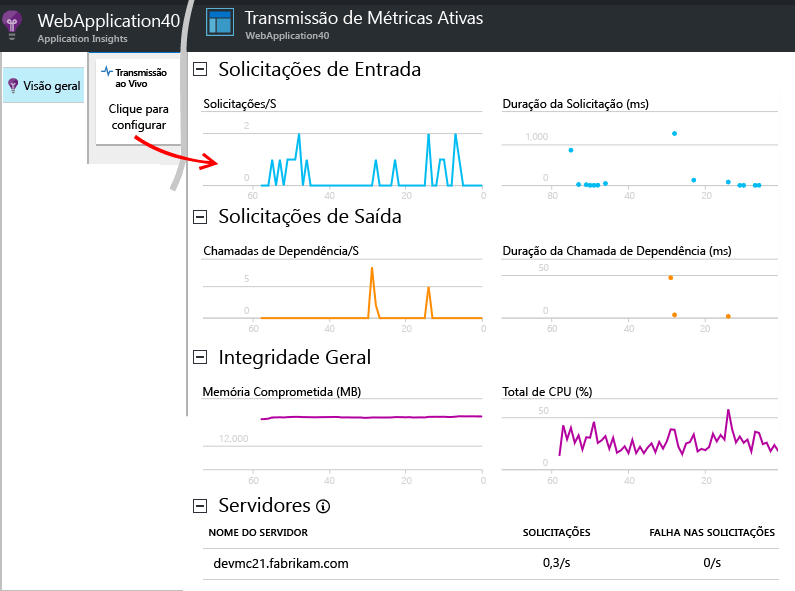 WebApplication40
Application Insights
Transmissão de Métricas Ativas
WebApplication40
Visão geral
Transmissão
ao Vivo
Clique para
configurar
Solicitações de Entrada
Solicitações/S
2
0
60
40
20
0
Duração da Solicitação (ms)
1,000
0
80
40
20
Solicitações de Saída
Chamadas de Dependência/S
5
0
60
40
20
0
Duração da Chamada de Dependência (ms)
50
0
60
40
20
Integridade Geral
Memória Comprometida (MB)
12,000
60
40
20
0
Total de CPU (%)
50
0
60
40
20
Servidores
NOME DO SERVIDOR SOLICITAÇÕES FALHA NAS SOLICITAÇÕES
devmc21.fabrikam.com 0,3/s 0/s